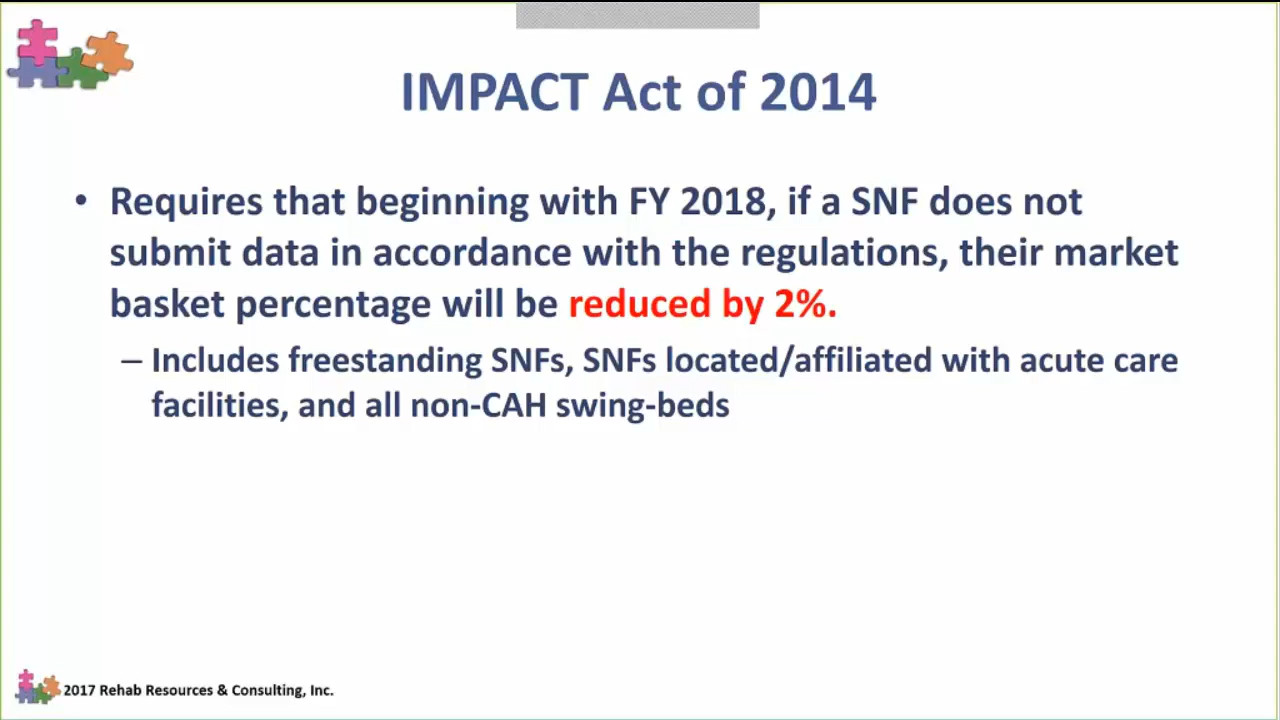 IMPACT Act of 2014
• Requires that beginning with FY 2018, if a SNF does not
submit data in accordance with the regulations, their market
basket percentage will be reduced by 2%.
– Includes freestanding SNFs, SNFs located/affiliated with acute care
facilities, and all non-CAH swing-beds
2017 Rehab Resources & Consulting, Inc.